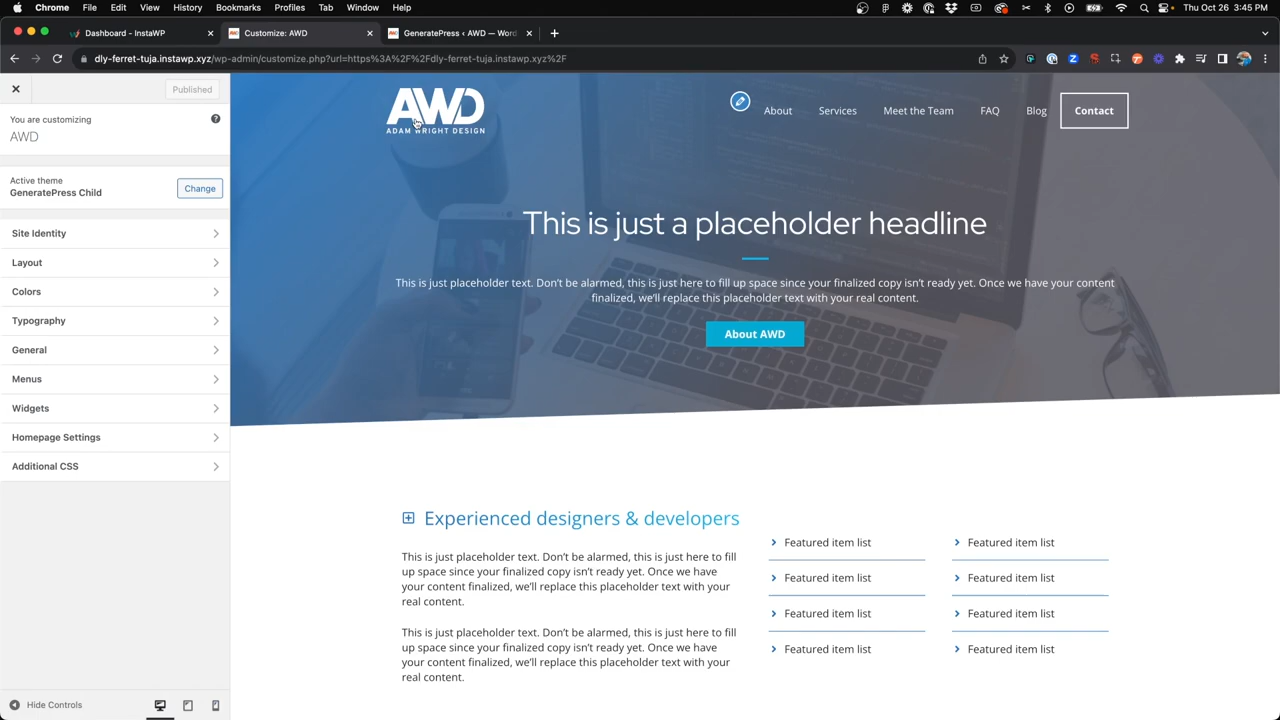 Chrome File Edit View History Bookmarks Profiles Tab Window Help Thu Oct 26 3:45 PM
Dashboard - InstaWP
Customize: AWD
GeneratePress ‹ AWD — Word
dly-ferret-tuja.instawp.xyz/wp-admin/customize.php?url=https%3A%2F%2Fdly-ferret-tuja.instawp.xyz%2F
Published
You are customizing
AWD
Active theme
GeneratePress Child
Change
Site Identity
Layout
Colors
Typography
General
Menus
Widgets
Homepage Settings
Additional CSS
Hide Controls
AWD
ADAM WRIGHT DESIGN
About Services Meet the Team FAQ Blog Contact
This is just a placeholder headline
This is just placeholder text. Don’t be alarmed, this is just here to fill up space since your finalized copy isn’t ready yet. Once we have your content
finalized, we’ll replace this placeholder text with your real content.
About AWD
Experienced designers & developers
This is just placeholder text. Don’t be alarmed, this is just here to fill
up space since your finalized copy isn’t ready yet. Once we have
your content finalized, we’ll replace this placeholder text with your
real content.
This is just placeholder text. Don’t be alarmed, this is just here to fill
up space since your finalized copy isn’t ready yet. Once we have
your content finalized, we’ll replace this placeholder text with your
real content.
Featured item list
Featured item list
Featured item list
Featured item list
Featured item list
Featured item list
Featured item list
Featured item list